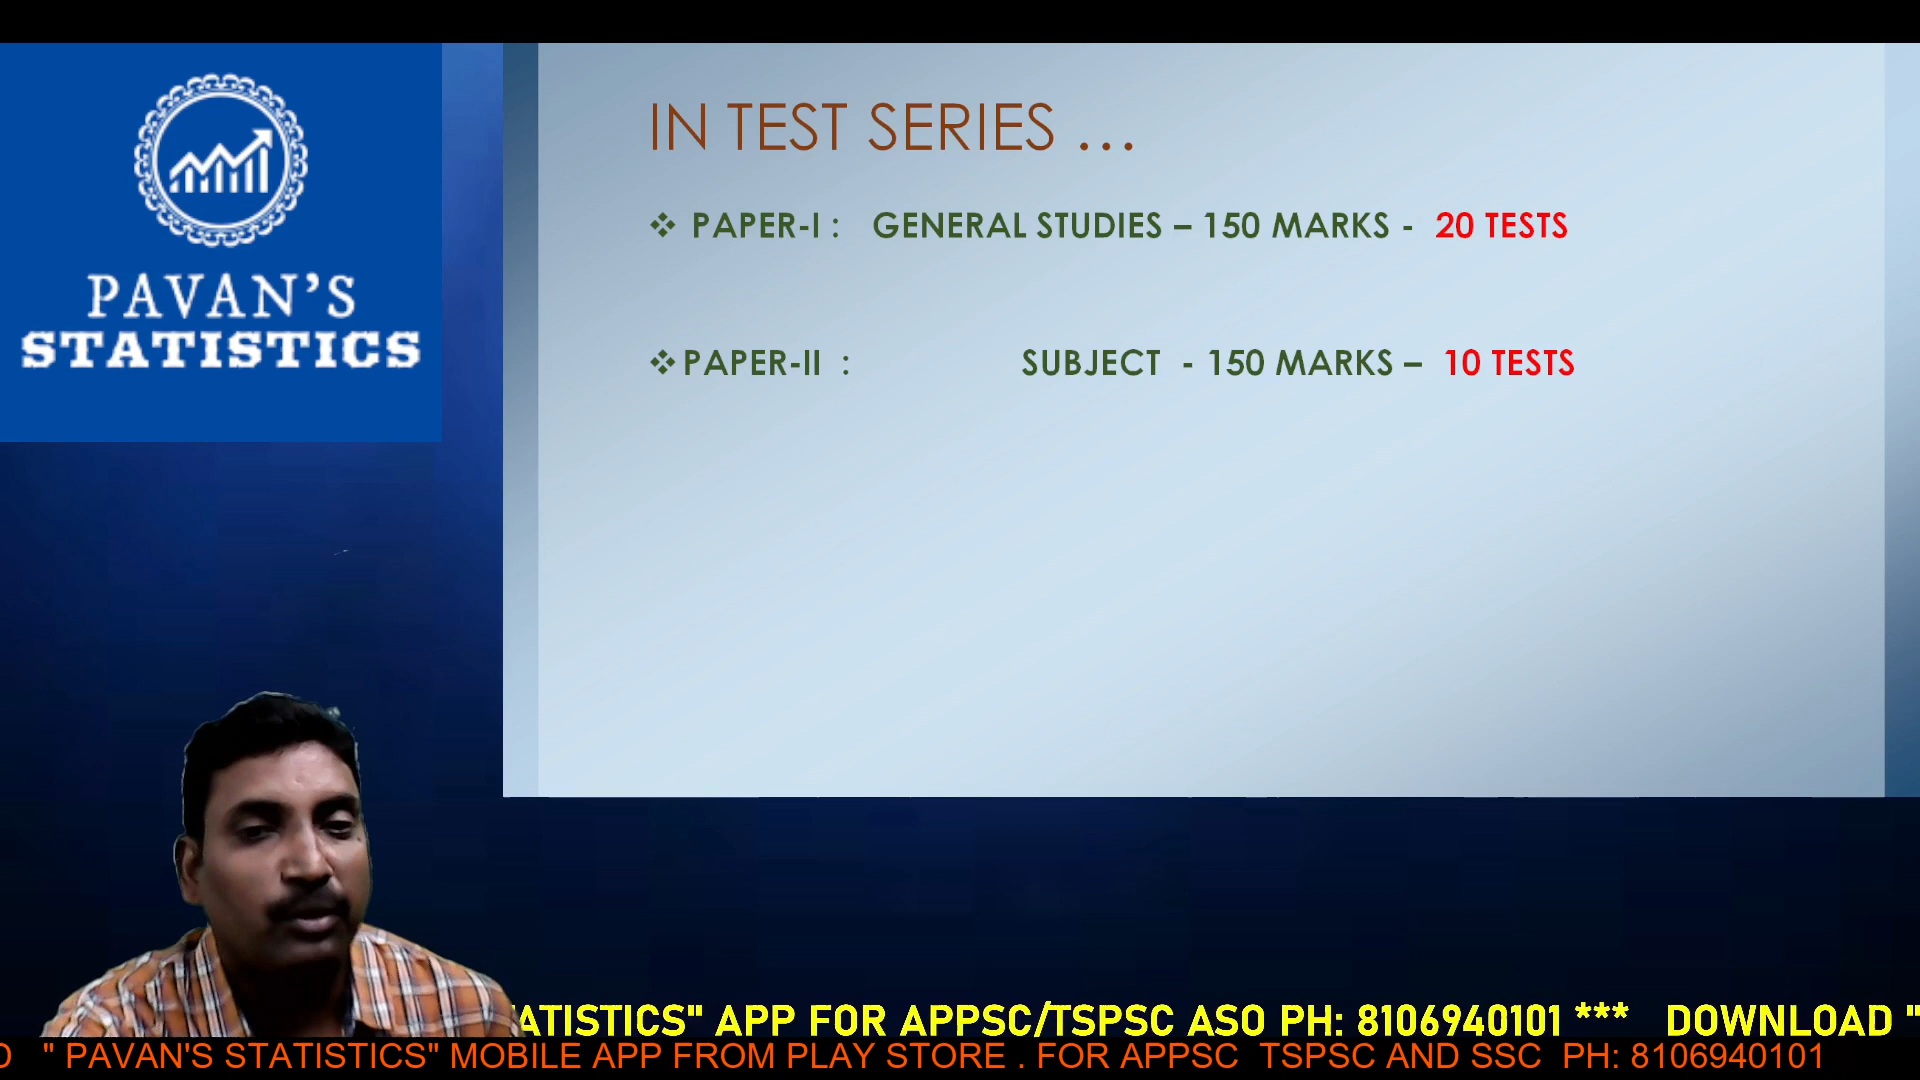 PAVAN'S
STATISTICS
IN TEST SERIES ...
❖ PAPER-I : GENERAL STUDIES – 150 MARKS - 20 TESTS
❖ PAPER-II : SUBJECT - 150 MARKS – 10 TESTS
ATISTICS" APP FOR APPSC/TSPSC ASO PH: 8106940101 *** DOWNLOAD "
D " PAVAN'S STATISTICS" MOBILE APP FROM PLAY STORE . FOR APPSC TSPSC AND SSC PH: 8106940101